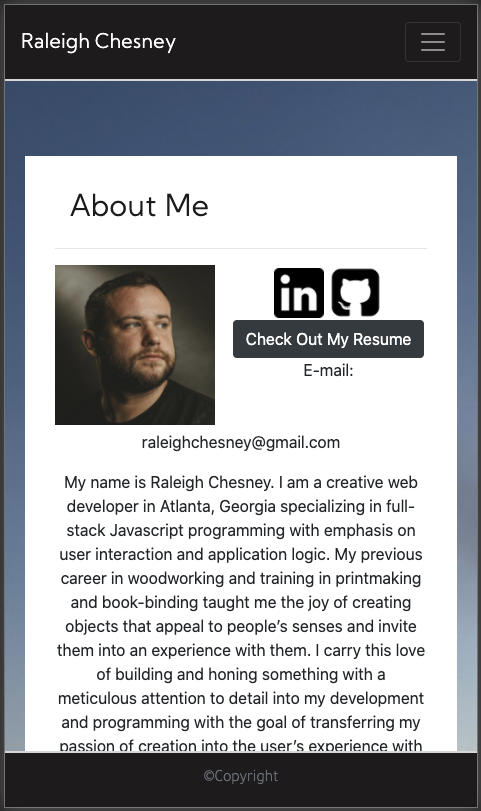 Raleigh Chesney
About Me
in
Check Out My Resume
E-mail:
raleighchesney@gmail.com
My name is Raleigh Chesney. I am a creative web
developer in Atlanta, Georgia specializing in full-
stack Javascript programming with emphasis on
user interaction and application logic. My previous
career in woodworking and training in printmaking
and book-binding taught me the joy of creating
objects that appeal to people’s senses and invite
them into an experience with them. I carry this love
of building and honing something with a
meticulous attention to detail into my development
and programming with the goal of transferring my
passion of creation into the user’s experience with
©Copyright